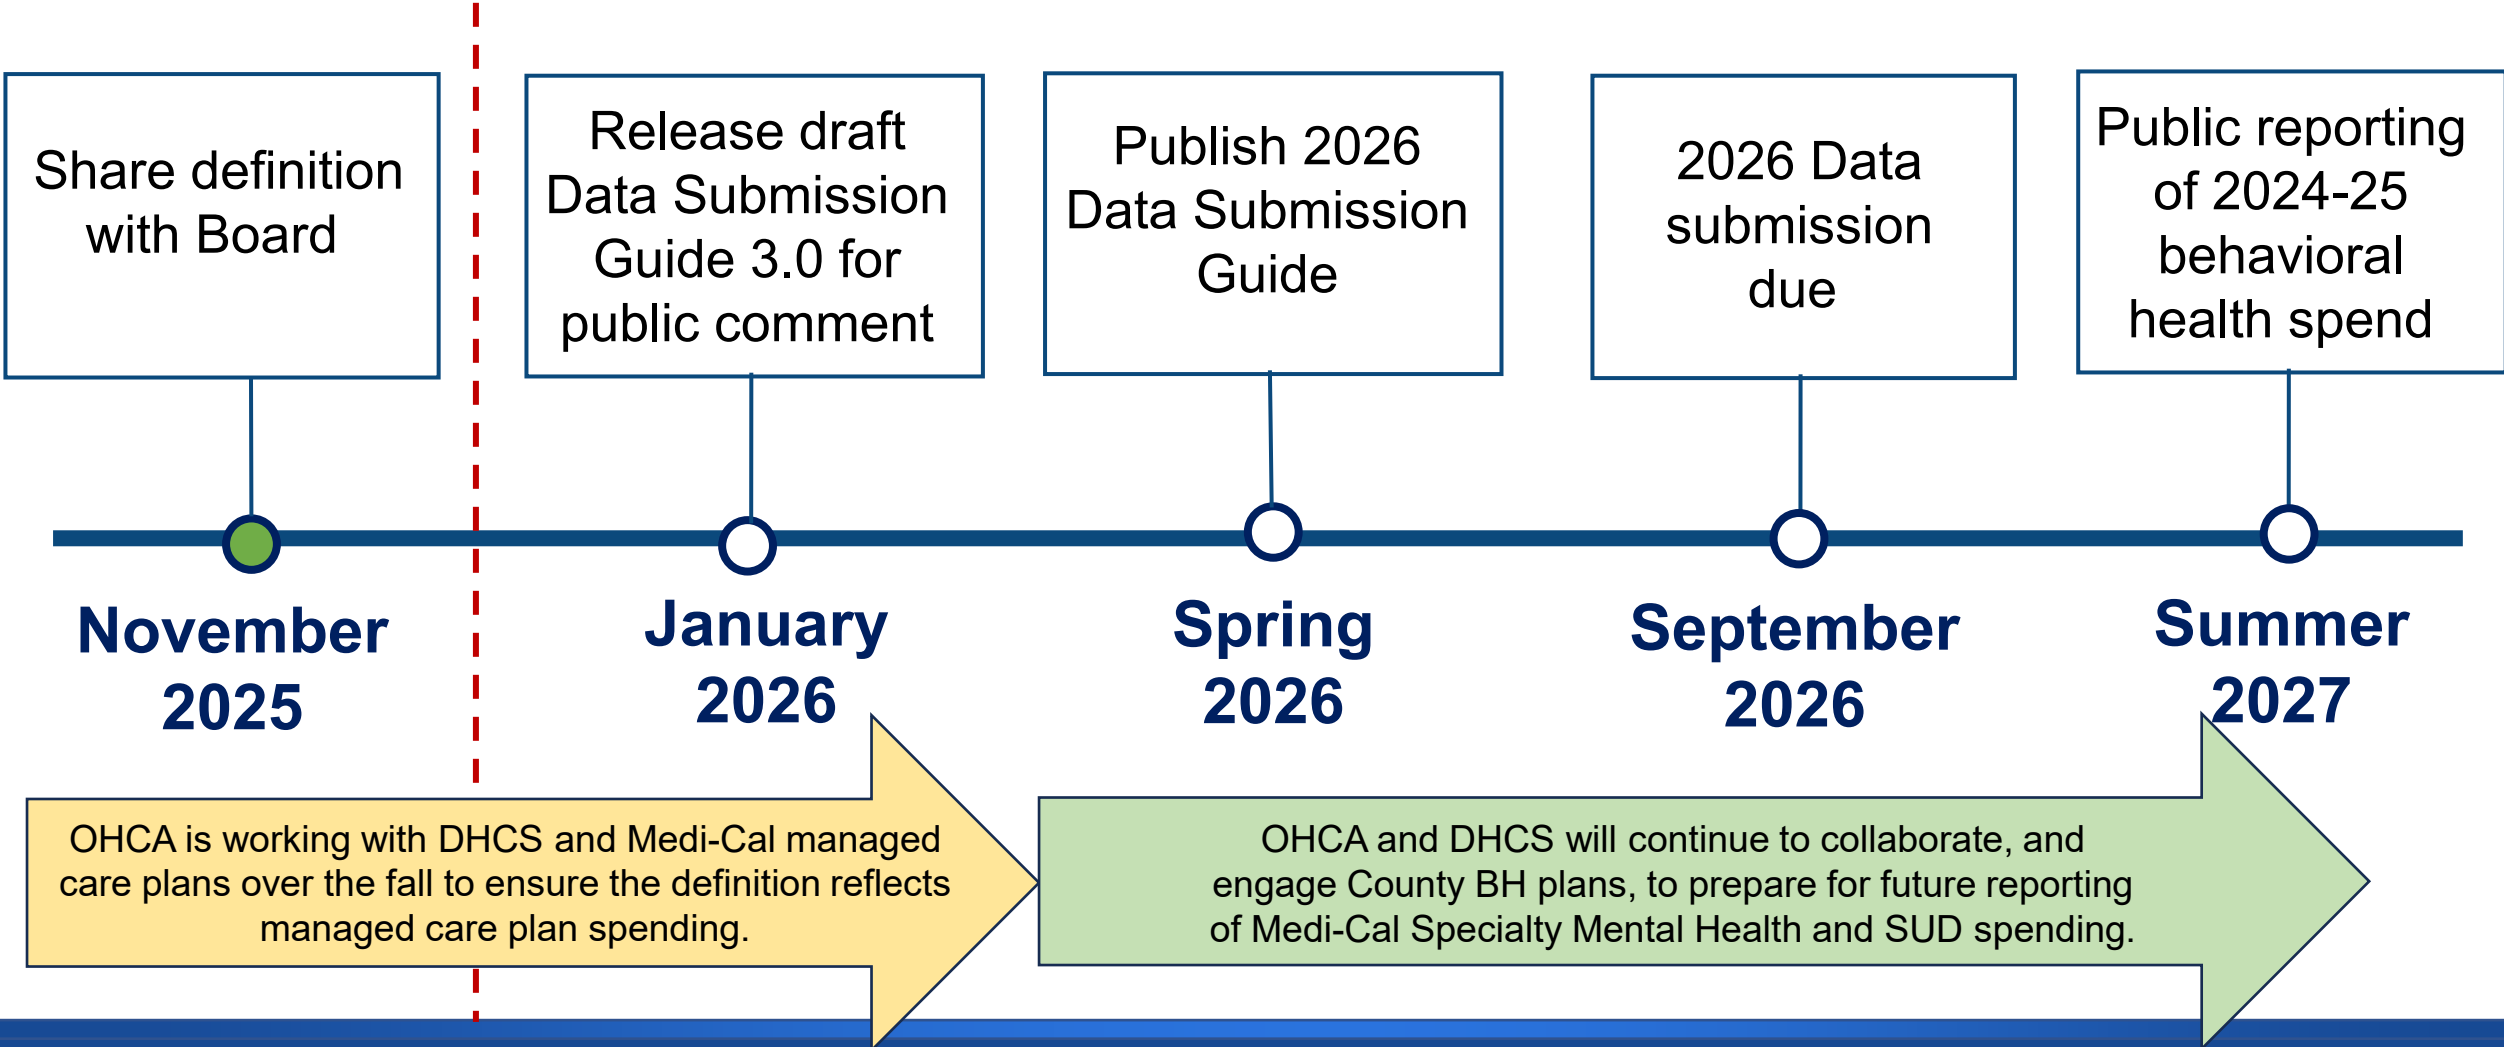 Share definition
with Board
Release draft
Data Submission
Guide 3.0 for
public comment
Publish 2026
Data Submission
Guide
2026 Data
submission
due
Public reporting
of 2024-25
behavioral
health spend
November
2025
January
2026
Spring
2026
September
2026
Summer
2027
OHCA is working with DHCS and Medi-Cal managed
care plans over the fall to ensure the definition reflects
managed care plan spending.
OHCA and DHCS will continue to collaborate, and
engage County BH plans, to prepare for future reporting
of Medi-Cal Specialty Mental Health and SUD spending.